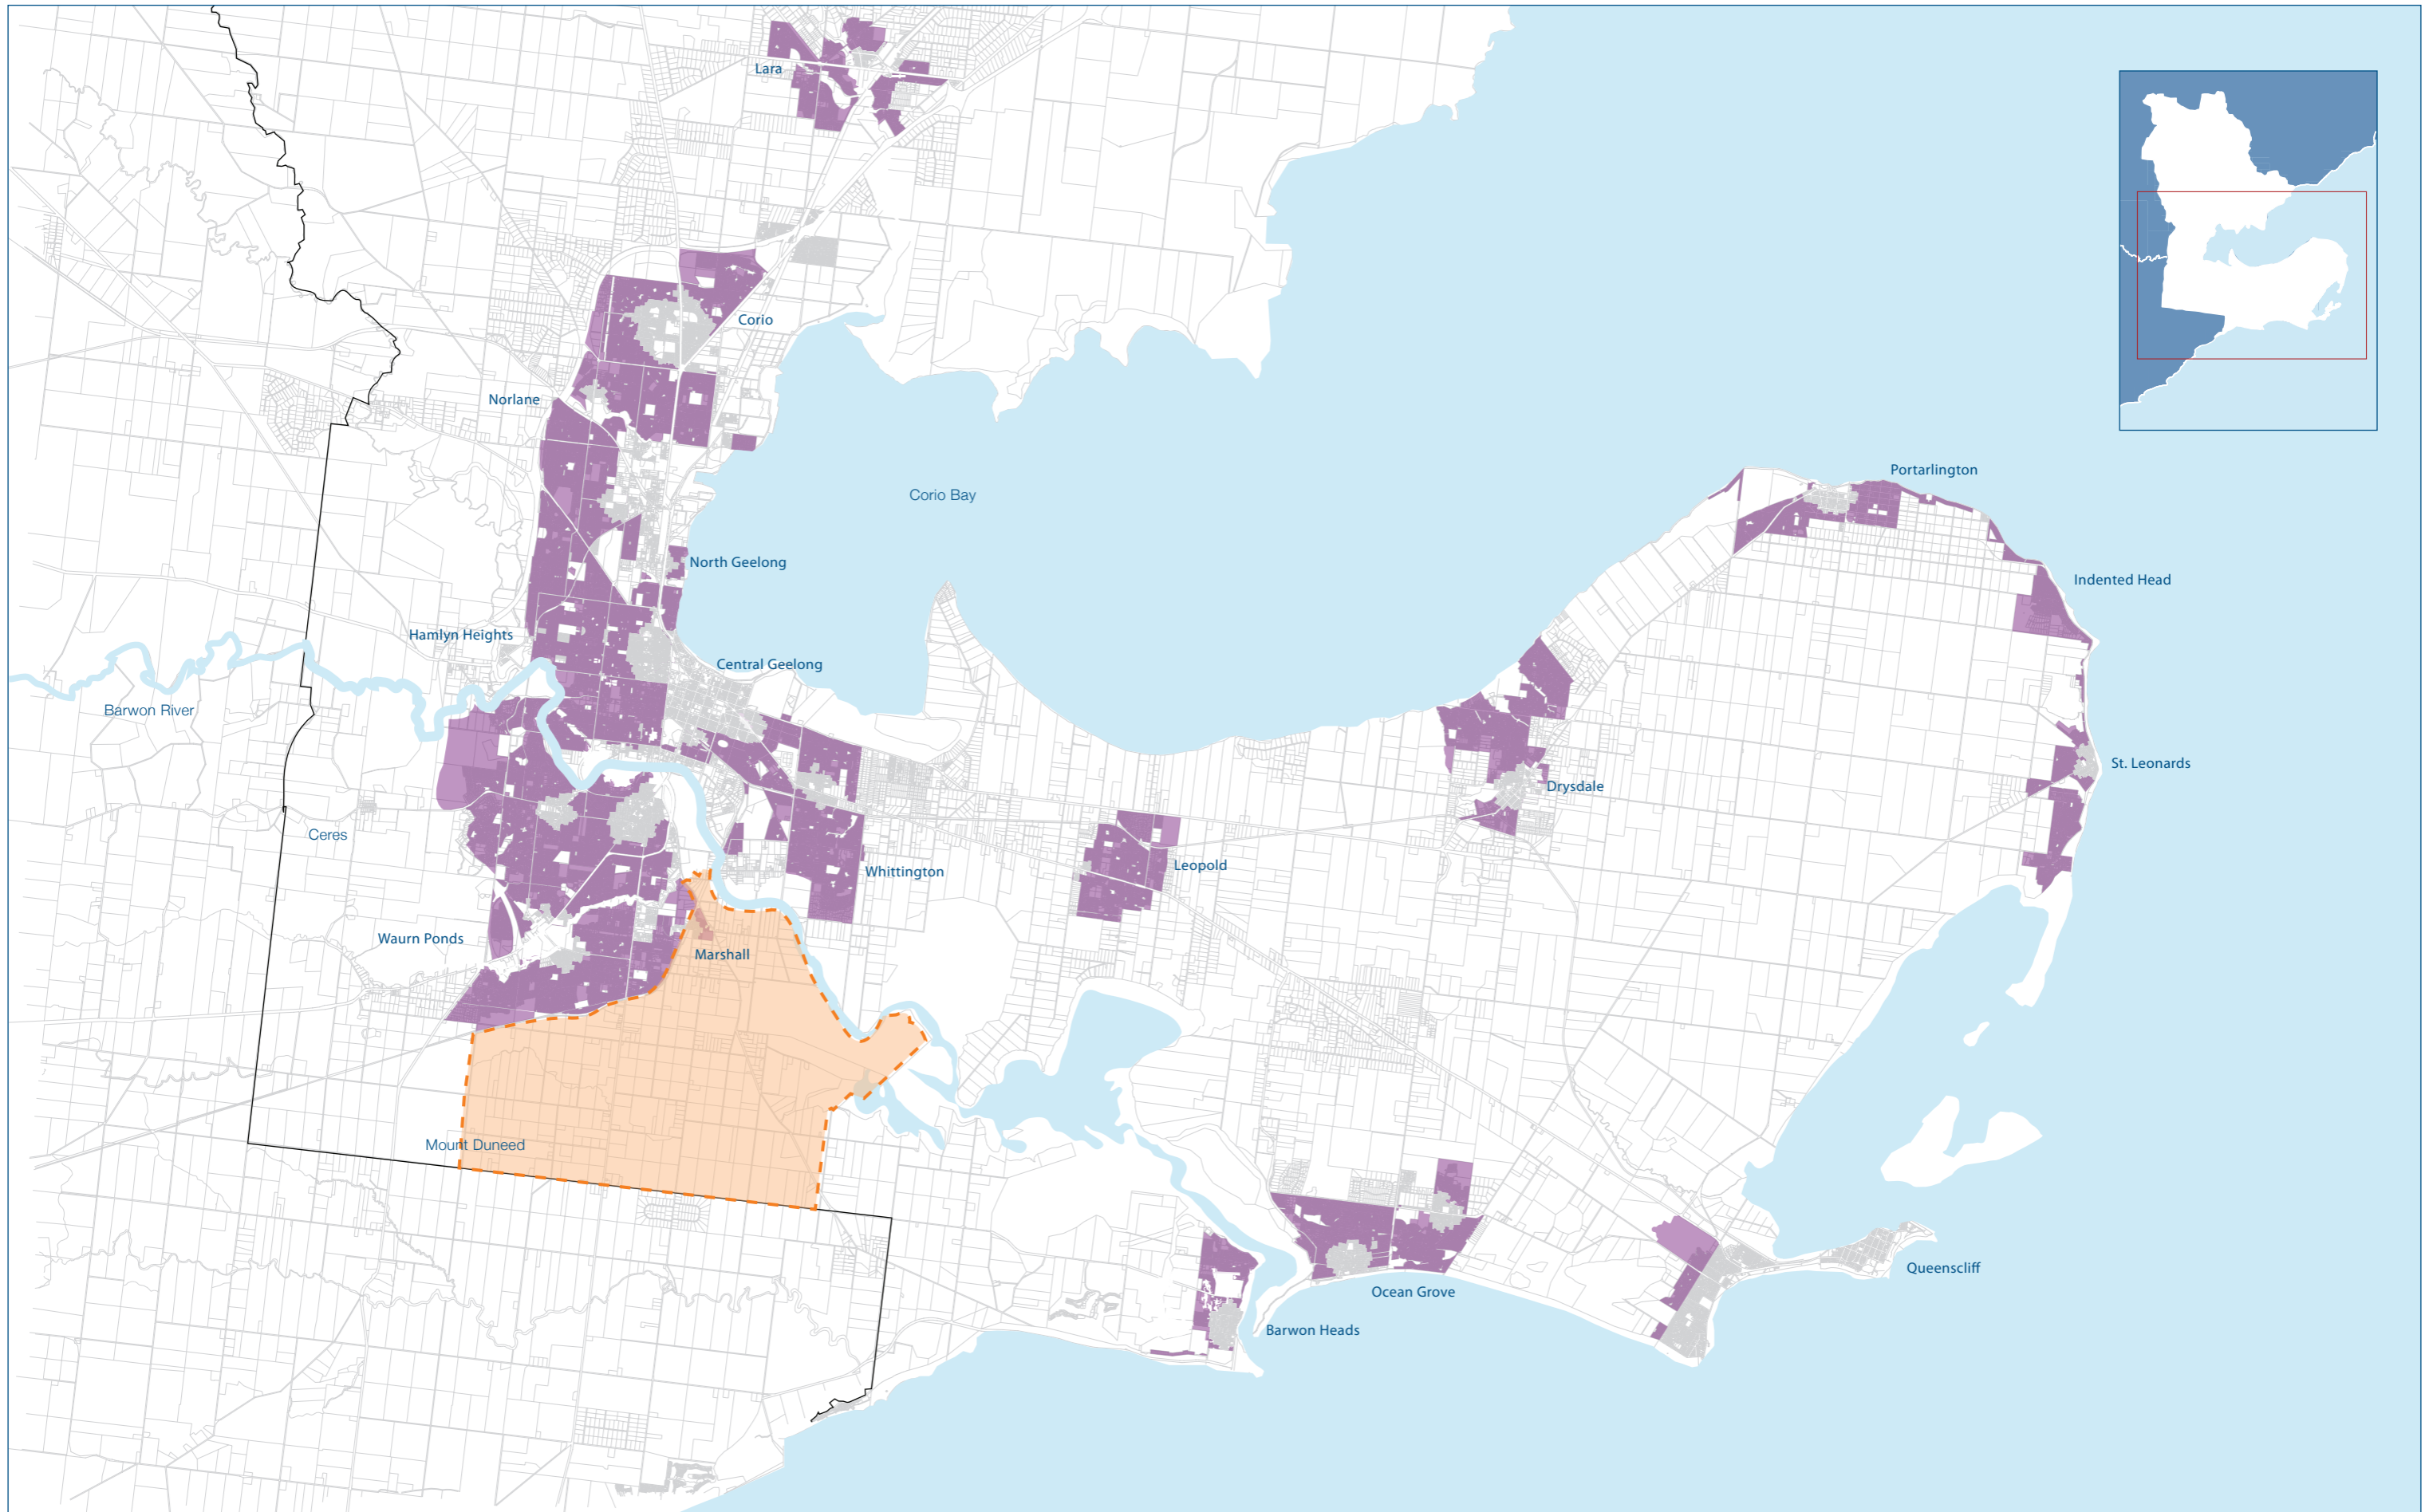 Lara
Corio
Norlane
Portarlington
Corio Bay
North Geelong
Indented Head
Hamlyn Heights
Central Geelong
Barwon River
St. Leonards
Drysdale
Ceres
Leopold
Whittington
Waurn Ponds
Marshall
Mount Duneed
Queenscliff
Ocean Grove
Barwon Heads